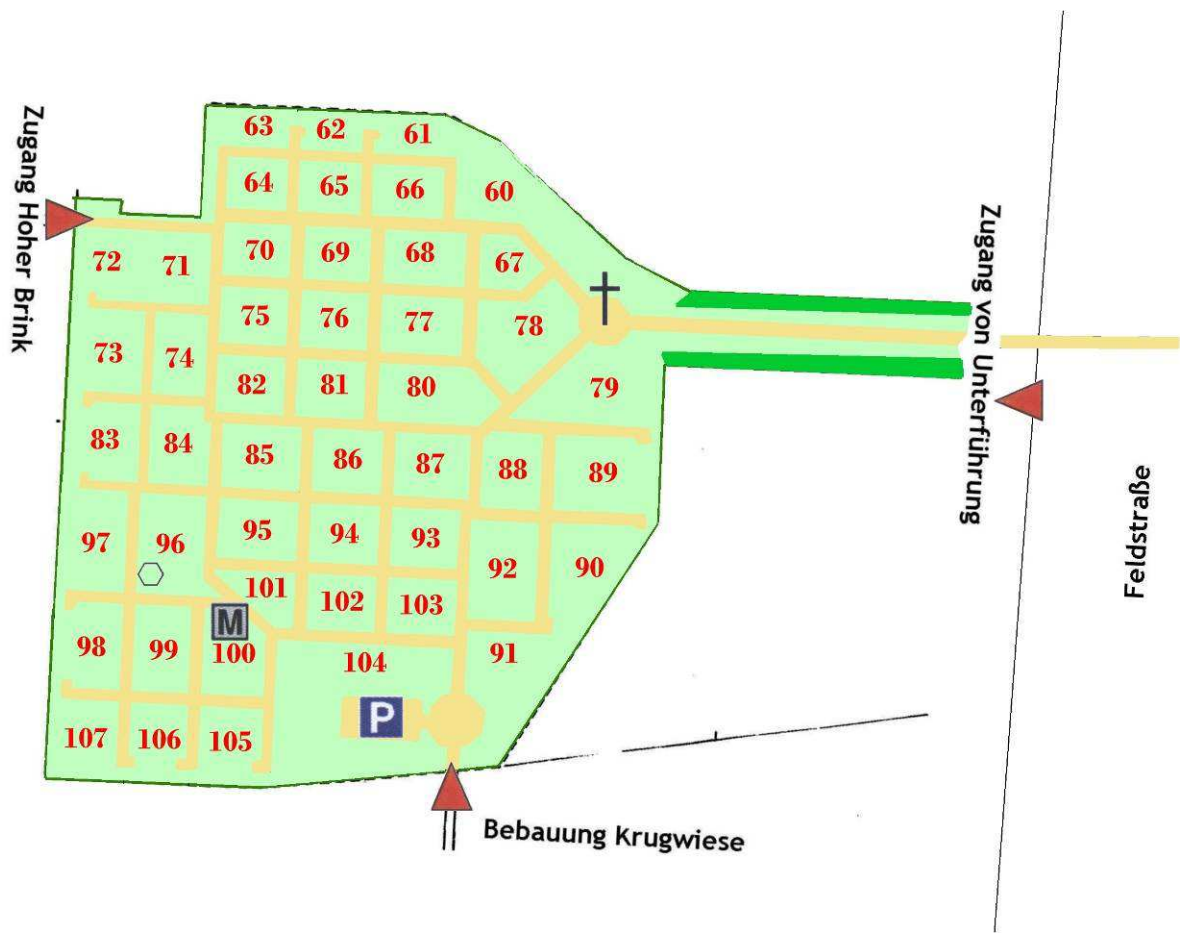 63 62 61
64 65 66 60
70 69 68 67
72 71
75 76 77 78
73 74
82 81 80 79
83 84 85 86 87 88 89
97 96 95 94 93 92 90
101 102 103
98 99 100 104 91
M
P
107 106 105
Zugang Hoher Brink
Zugang von Unterführung
Feldstraße
Bebauung Krugwiese